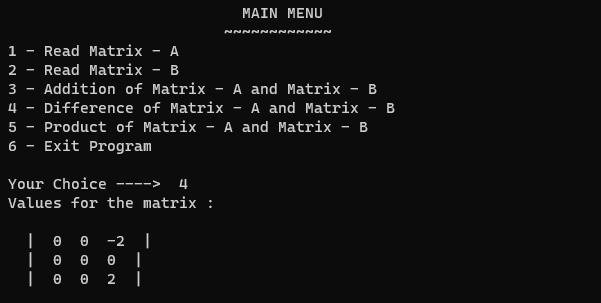 MAIN MENU
~~~~~~~~~~~~
1 - Read Matrix - A
2 - Read Matrix - B
3 - Addition of Matrix - A and Matrix - B
4 - Difference of Matrix - A and Matrix - B
5 - Product of Matrix - A and Matrix - B
6 - Exit Program
Your Choice ---->  4
Values for the matrix :
|  0  0  -2  |
|  0  0  0  |
|  0  0  2  |